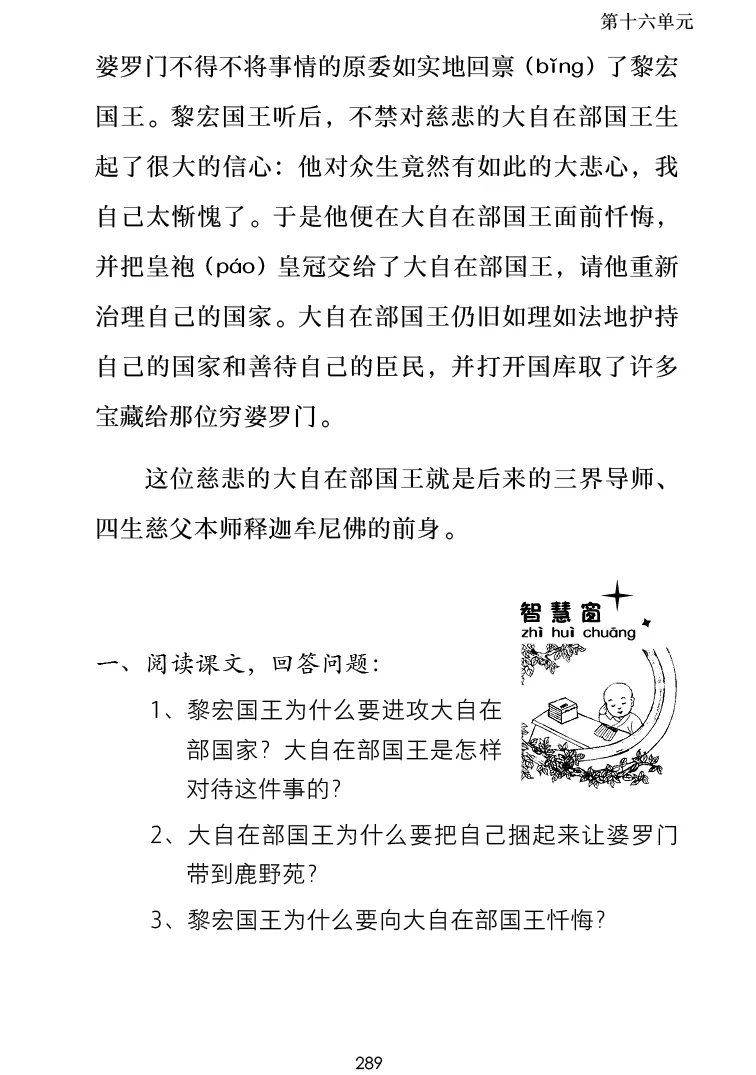 第十六单元
婆罗门不得不将事情的原委如实地回禀（bǐng）了黎宏
国王。黎宏国王听后，不禁对慈悲的大自在部国王生
起了很大的信心：他对众生竟然有如此的大悲心，我
自己太惭愧了。于是他便在大自在部国王面前忏悔，
并把皇袍（páo）皇冠交给了大自在部国王，请他重新
治理自己的国家。大自在部国王仍旧如理如法地护持
自己的国家和善待自己的臣民，并打开国库取了许多
宝藏给那位穷婆罗门。
这位慈悲的大自在部国王就是后来的三界导师、
四生慈父本师释迦牟尼佛的前身。
智慧窗
zhì huì chuāng
一、阅读课文，回答问题：
1、黎宏国王为什么要进攻大自在
部国家？大自在部国王是怎样
对待这件事的？
2、大自在部国王为什么要把自己捆起来让婆罗门
带到鹿野苑？
3、黎宏国王为什么要向大自在部国王忏悔？
289